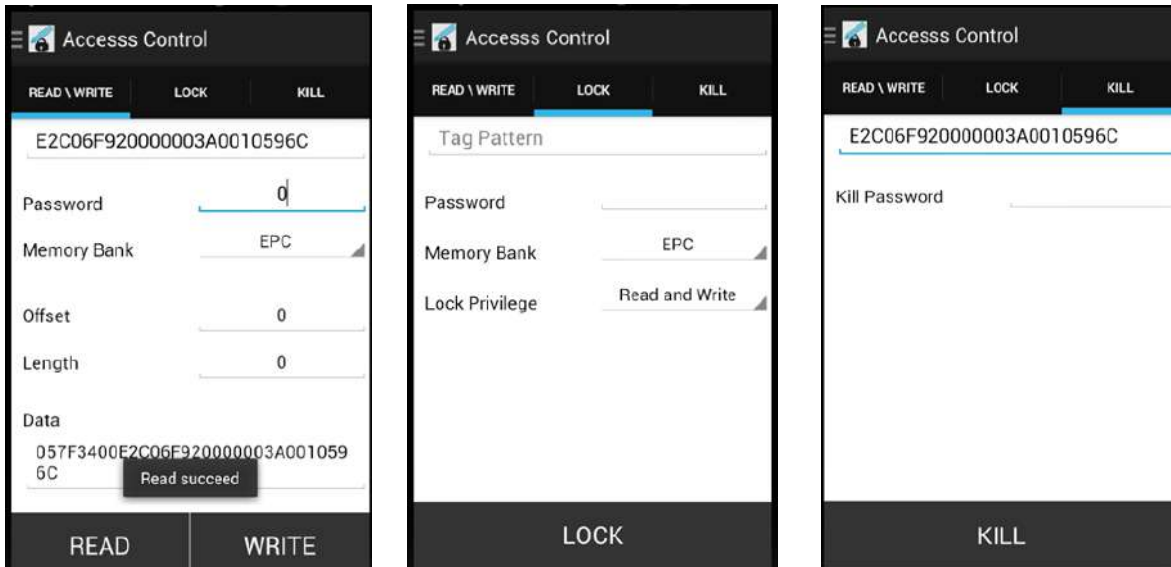 Accesss Control
READ \ WRITE LOCK KILL
E2C06F920000003A0010596C
Password 0
Memory Bank EPC
Offset 0
Length 0
Data
057F3400E2C06F920000003A001059
6C
Read succeed
READ WRITE
Accesss Control
READ \ WRITE LOCK KILL
Tag Pattern
Password
Memory Bank EPC
Lock Privilege Read and Write
LOCK
Accesss Control
READ \ WRITE LOCK KILL
E2C06F920000003A0010596C
Kill Password
KILL